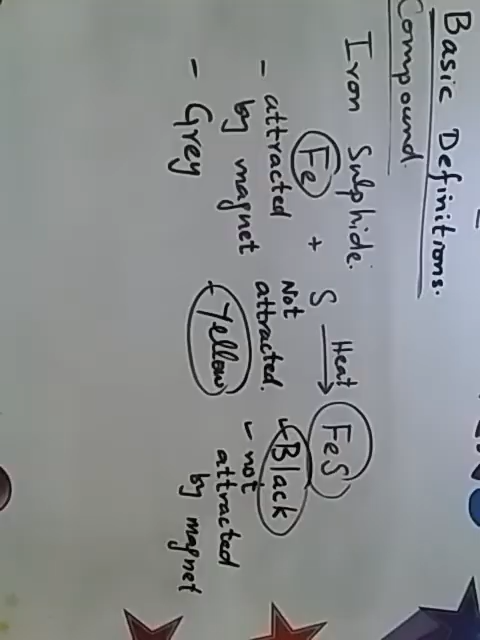 Basic Definitions.
Compound.
Iron Sulphide.
Fe + S Heat → FeS
- attracted by magnet
- Grey
Not attracted.
- Yellow
- Black
- not attracted by magnet